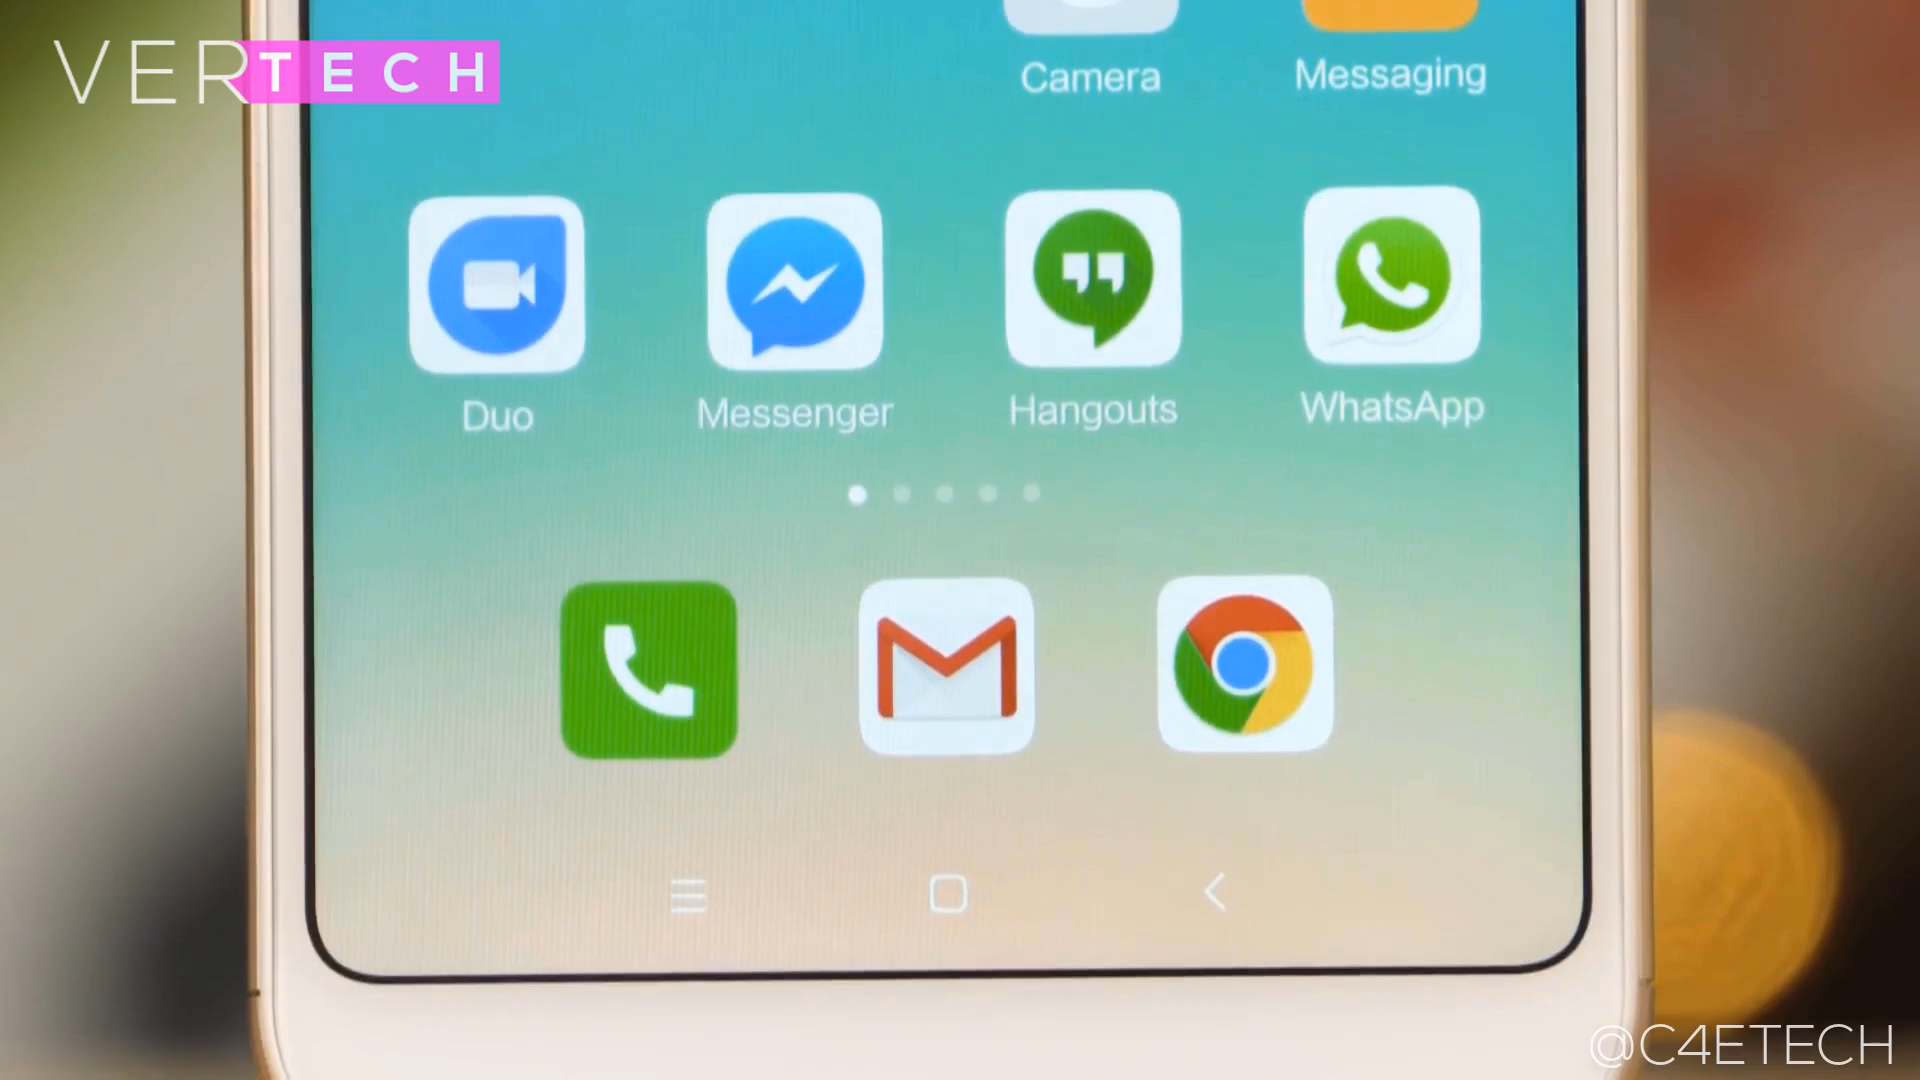 VERTECH
Camera
Messaging
Duo
Messenger
Hangouts
WhatsApp
@C4ETECH